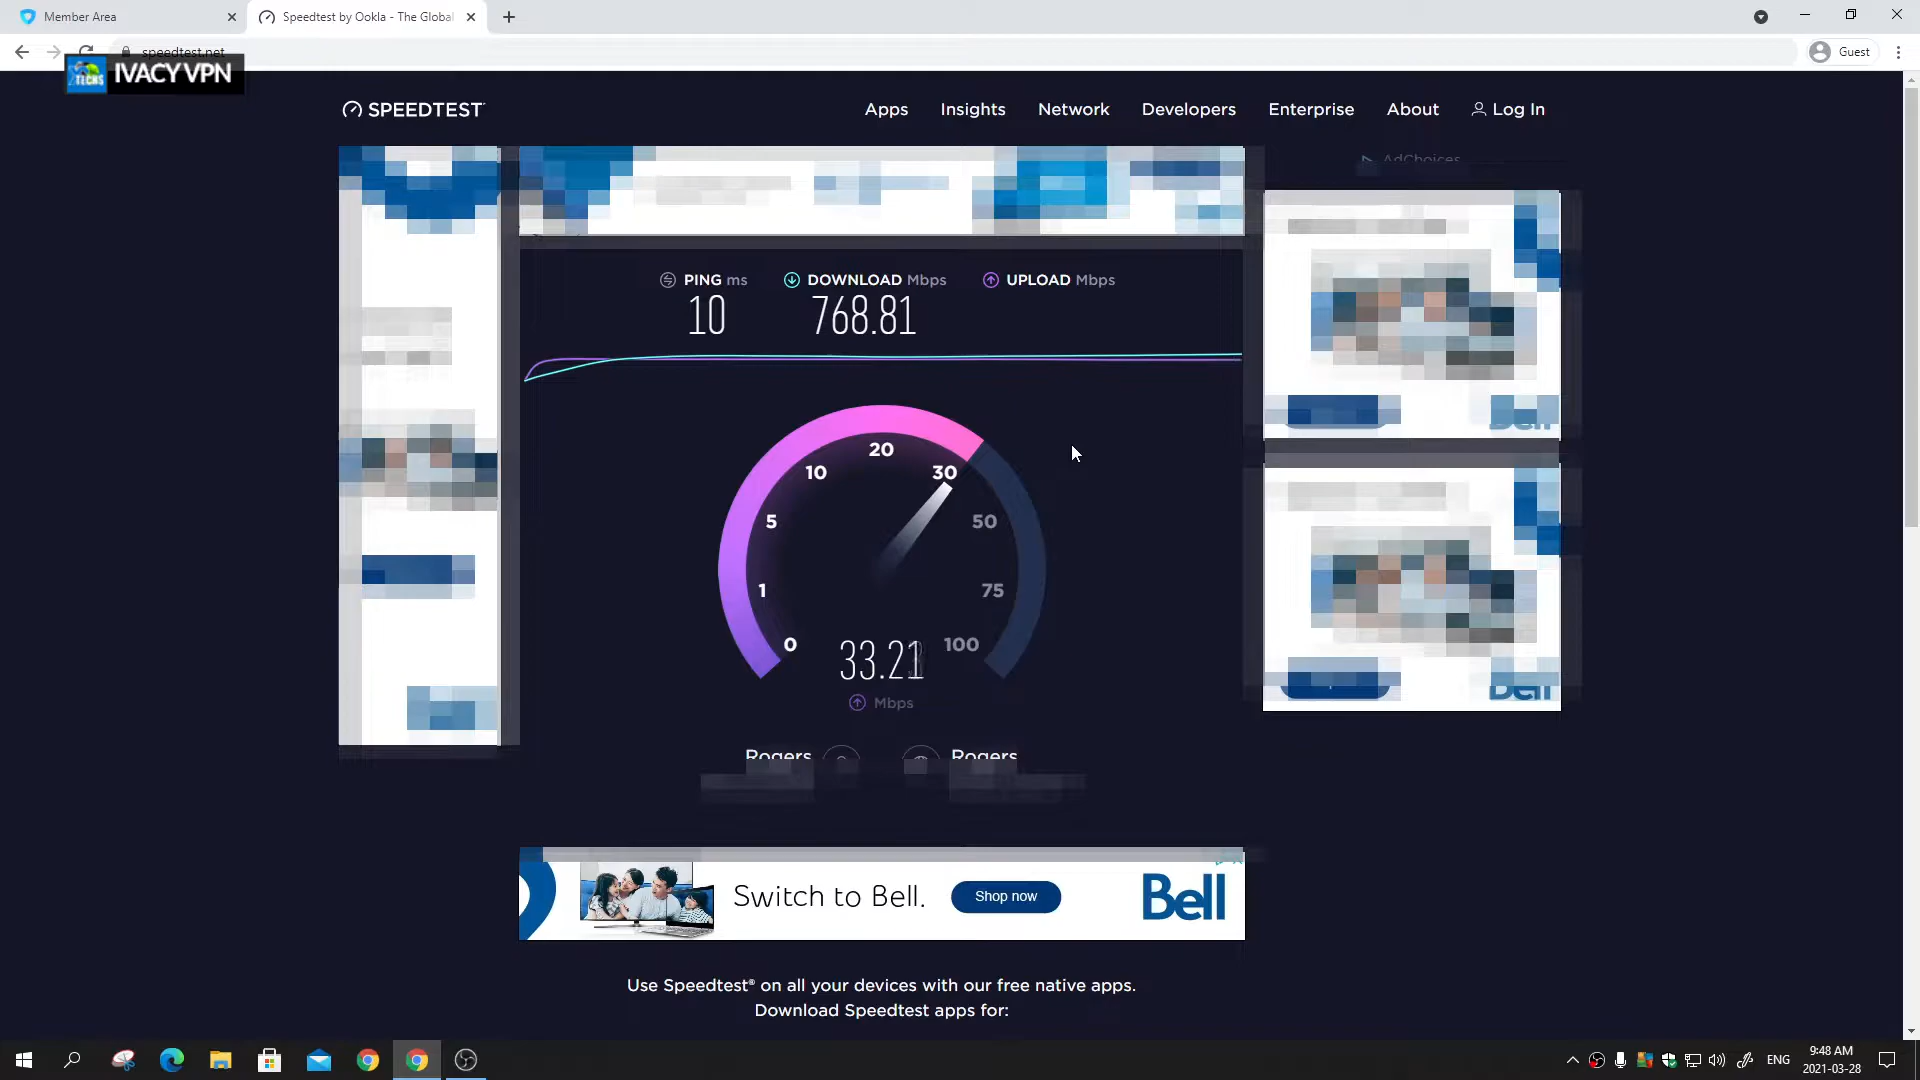 Member Area
Speedtest by Ookla - The Global
speedtest.net
Guest
TECHS
IVACY VPN
SPEEDTEST
Apps
Insights
Network
Developers
Enterprise
About
Log In
AdChoices
PING ms
DOWNLOAD Mbps
UPLOAD Mbps
10
768.81
0
1
5
10
20
30
50
75
100
33.21
Mbps
Rogers
Rogers
Bell
Bell
Switch to Bell.
Shop now
Bell
Use Speedtest® on all your devices with our free native apps.
Download Speedtest apps for:
ENG
9:48 AM
2021-03-28